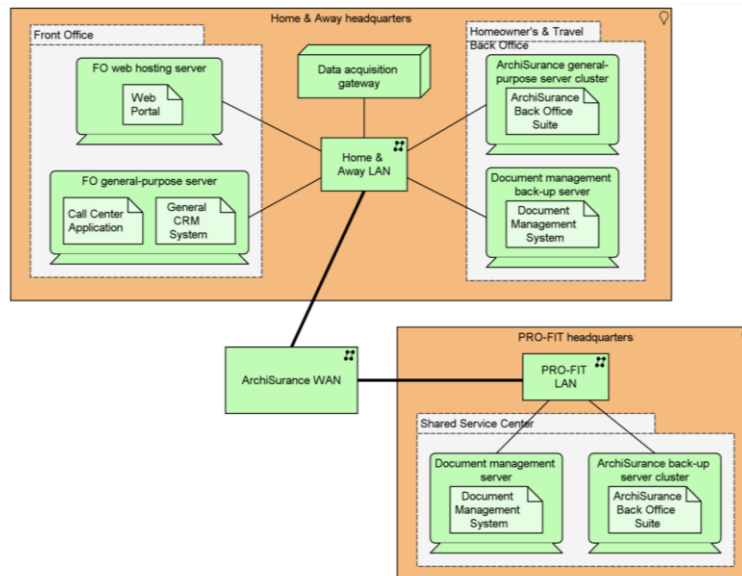 Home & Away headquarters
Front Office
FO web hosting server
Web
Portal
FO general-purpose server
Call Center
Application
General
CRM
System
Data acquisition
gateway
Home &
Away LAN
Homeowner's & Travel
Back Office
ArchiSurance general-
purpose server cluster
ArchiSurance
Back Office
Suite
Document management
back-up server
Document
Management
System
ArchiSurance WAN
PRO-FIT headquarters
PRO-FIT
LAN
Shared Service Center
Document management
server
Document
Management
System
ArchiSurance back-up
server cluster
ArchiSurance
Back Office
Suite